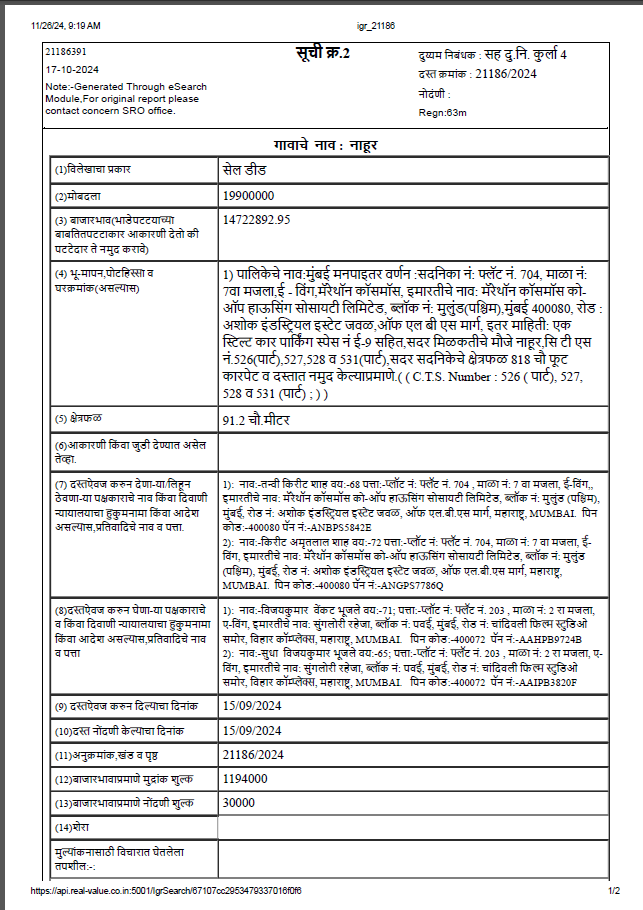 11/26/24, 9:19 AM igr_21186
21186391
17-10-2024
Note:-Generated Through eSearch
Module,For original report please
contact concern SRO office.
सूची क्र.2
दुय्यम निबंधक : सह दु.नि. कुर्ला 4
दस्त क्रमांक : 21186/2024
नोदंणी :
Regn:63m
गावाचे नाव : नाहूर
(1)विलेखाचा प्रकार सेल डीड
(2)मोबदला 19900000
(3) बाजारभाव(भाडेपटटयाच्या
बाबतितपटटाकार आकारणी देतो की
पटटेदार ते नमुद करावे)
14722892.95
(4) भू-मापन,पोटहिस्सा व
घरक्रमांक(असल्यास)
1) पालिकेचे नाव:मुंबई मनपाइतर वर्णन :सदनिका नं: फ्लॅट नं. 704, माळा नं:
7वा मजला,ई - विंग,मॅरेथॉन कॉसमॉस, इमारतीचे नाव: मॅरेथॉन कॉसमॉस को-
ऑप हाऊसिंग सोसायटी लिमिटेड, ब्लॉक नं: मुलुंड(पश्चिम),मुंबई 400080, रोड :
अशोक इंडस्ट्रियल इस्टेट जवळ,ऑफ एल बी एस मार्ग, इतर माहिती: एक
स्टिल्ट कार पार्किंग स्पेस नं ई-9 सहित,सदर मिळकतीचे मौजे नाहूर,सि टी एस
नं.526(पार्ट),527,528 व 531(पार्ट),सदर सदनिकेचे क्षेत्रफळ 818 चौ फूट
कारपेट व दस्तात नमुद केल्याप्रमाणे.( ( C.T.S. Number : 526 ( पार्ट), 527,
528 व 531 (पार्ट) ; ) )
(5) क्षेत्रफळ 91.2 चौ.मीटर
(6)आकारणी किंवा जुडी देण्यात असेल
तेव्हा.
(7) दस्तऐवज करुन देणा-या/लिहून
ठेवणा-या पक्षकाराचे नाव किंवा दिवाणी
न्यायालयाचा हुकुमनामा किंवा आदेश
असल्यास,प्रतिवादिचे नाव व पत्ता.
1): नाव:-तन्वी किरीट शाह वय:-68 पत्ता:-प्लॉट नं: फ्लॅट नं. 704 , माळा नं: 7 वा मजला, ई-विंग,,
इमारतीचे नाव: मॅरेथॉन कॉसमॉस को-ऑप हाऊसिंग सोसायटी लिमिटेड, ब्लॉक नं: मुलुंड (पश्चिम),
मुंबई, रोड नं: अशोक इंडस्ट्रियल इस्टेट जवळ, ऑफ एल.बी.एस मार्ग, महाराष्ट्र, MUMBAI. पिन
कोड:-400080 पॅन नं:-ANBPS5842E
2): नाव:-किरीट अमृतलाल शाह वय:-72 पत्ता:-प्लॉट नं: फ्लॅट नं. 704, माळा नं: 7 वा मजला, ई-
विंग, इमारतीचे नाव: मॅरेथॉन कॉसमॉस को-ऑप हाऊसिंग सोसायटी लिमिटेड, ब्लॉक नं: मुलुंड
(पश्चिम), मुंबई, रोड नं: अशोक इंडस्ट्रियल इस्टेट जवळ, ऑफ एल.बी.एस मार्ग, महाराष्ट्र,
MUMBAI. पिन कोड:-400080 पॅन नं:-ANGPS7786Q
(8)दस्तऐवज करुन घेणा-या पक्षकाराचे
व किंवा दिवाणी न्यायालयाचा हुकुमनामा
किंवा आदेश असल्यास,प्रतिवादिचे नाव
व पत्ता
1): नाव:-विजयकुमार वेंकट भूजले वय:-71; पत्ता:-प्लॉट नं: फ्लॅट नं. 203 , माळा नं: 2 रा मजला,
ए-विंग, इमारतीचे नाव: सुंगलोरी रहेजा, ब्लॉक नं: पवई, मुंबई, रोड नं: चांदिवली फिल्म स्टुडिओ
समोर, विहार कॉम्प्लेक्स, महाराष्ट्र, MUMBAI. पिन कोड:-400072 पॅन नं:-AAHPB9724B
2): नाव:-सुधा विजयकुमार भूजले वय:-65; पत्ता:-प्लॉट नं: फ्लॅट नं. 203 , माळा नं: 2 रा मजला, ए-
विंग, इमारतीचे नाव: सुंगलोरी रहेजा, ब्लॉक नं: पवई, मुंबई, रोड नं: चांदिवली फिल्म स्टुडिओ
समोर, विहार कॉम्प्लेक्स, महाराष्ट्र, MUMBAI. पिन कोड:-400072 पॅन नं:-AAIPB3820F
(9) दस्तऐवज करुन दिल्याचा दिनांक 15/09/2024
(10)दस्त नोंदणी केल्याचा दिनांक 15/09/2024
(11)अनुक्रमांक,खंड व पृष्ठ 21186/2024
(12)बाजारभावाप्रमाणे मुद्रांक शुल्क 1194000
(13)बाजारभावाप्रमाणे नोंदणी शुल्क 30000
(14)शेरा
मुल्यांकनासाठी विचारात घेतलेला
तपशील:-:
https://api.real-value.co.in:5001/IgrSearch/67107cc2953479337016f0f6 1/2